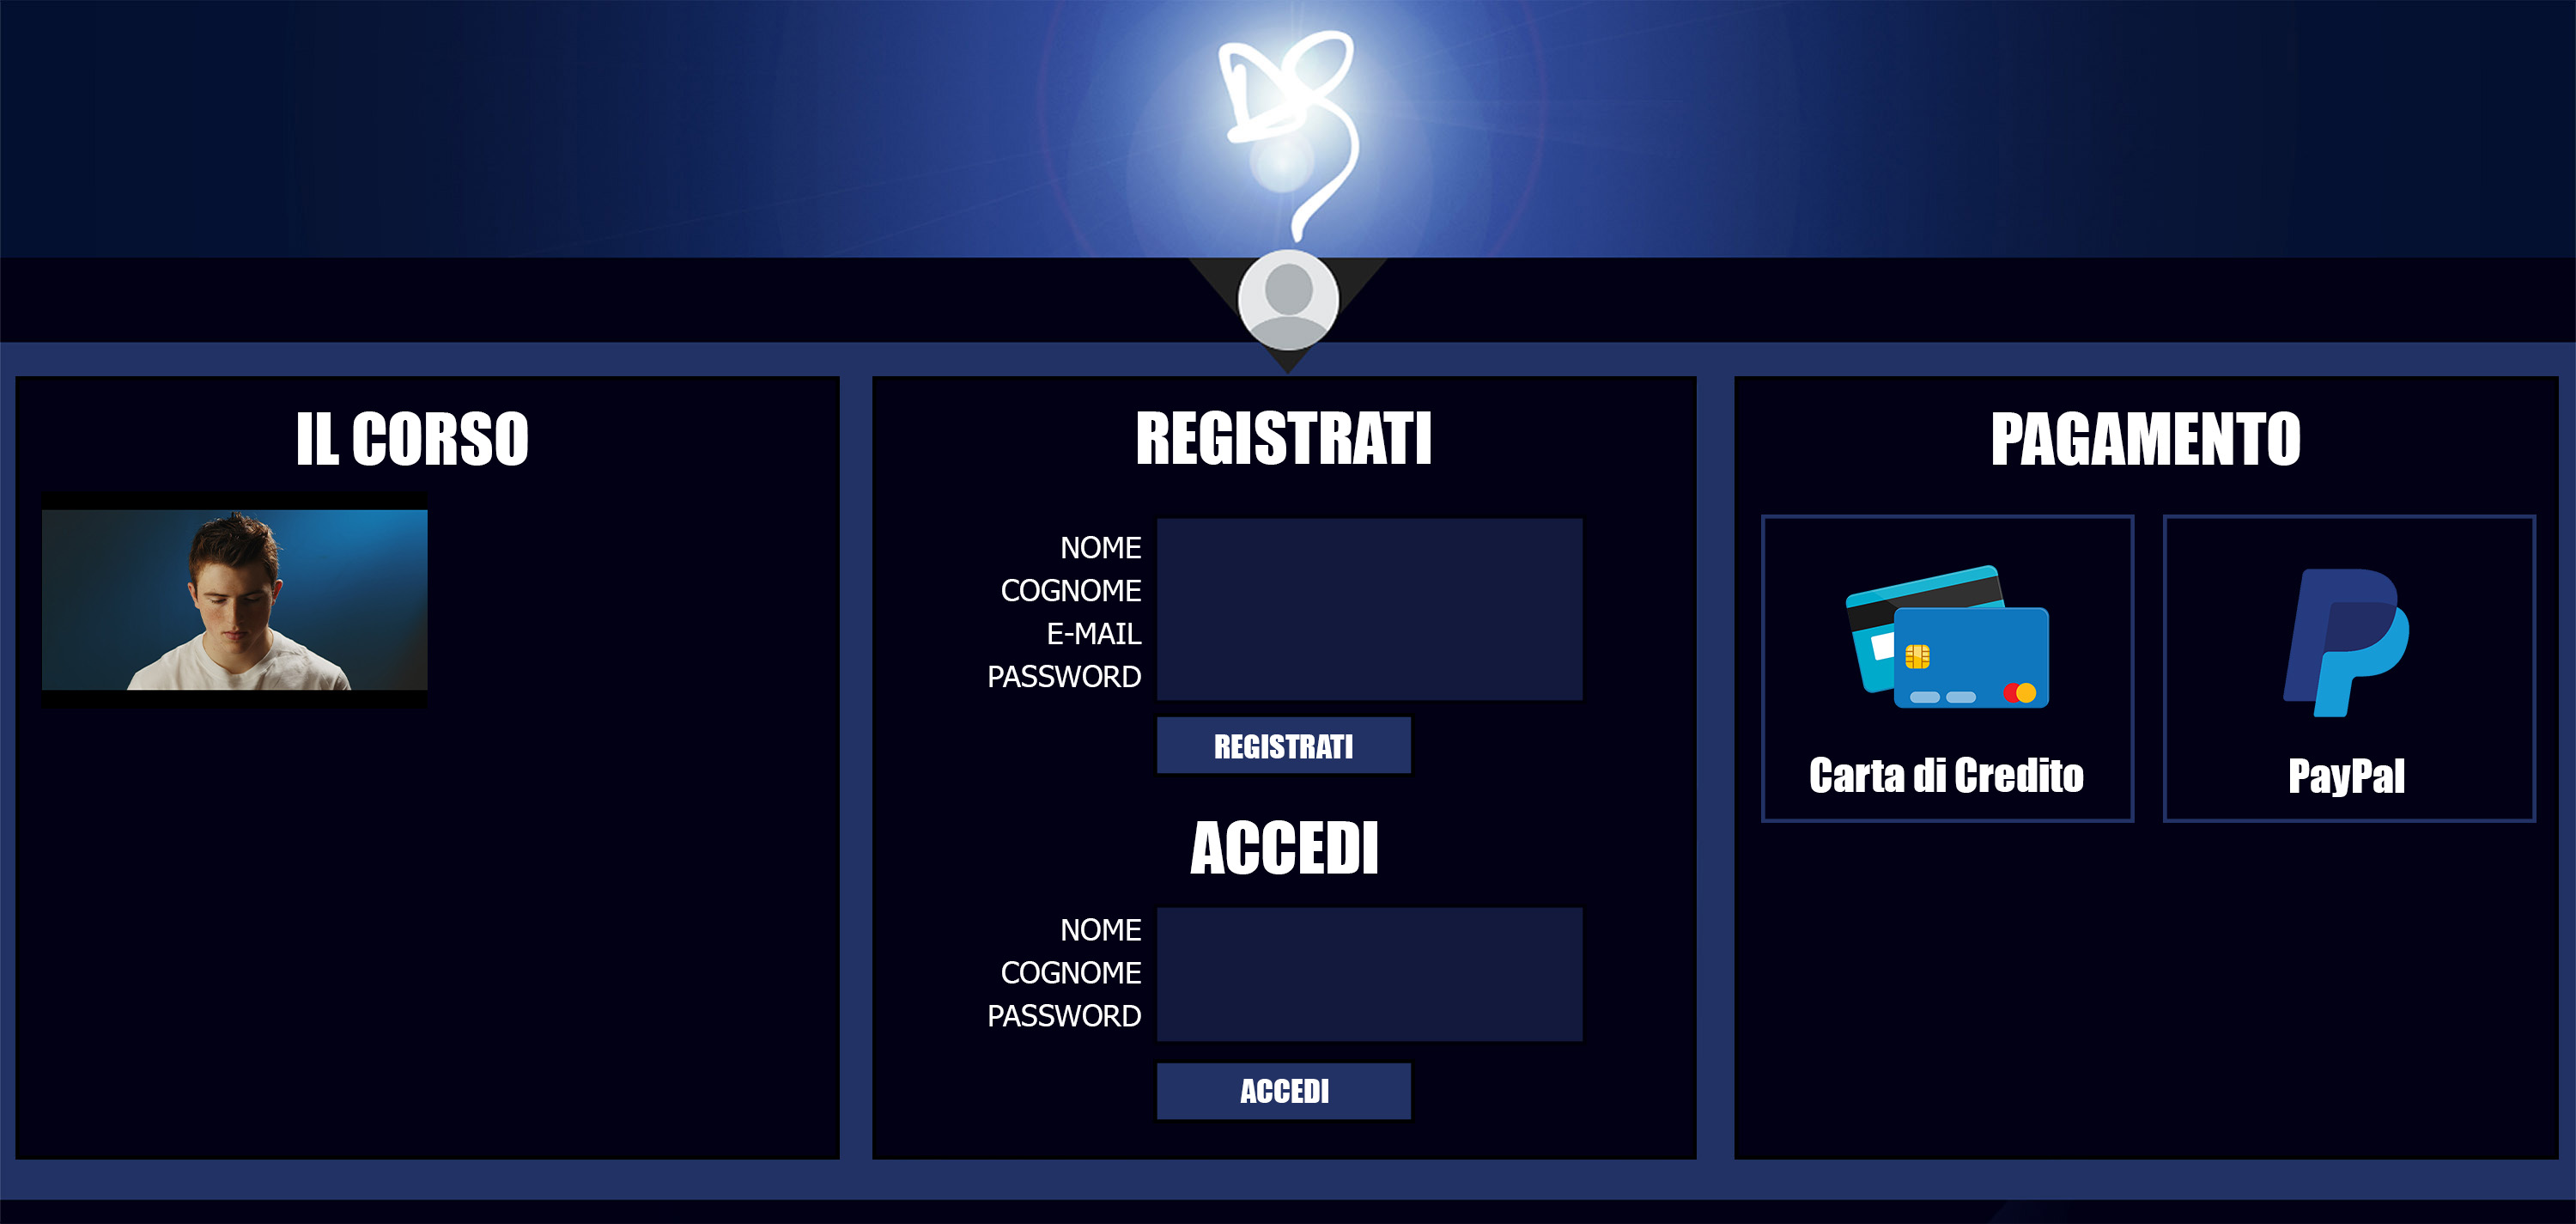 IL CORSO
REGISTRATI
NOME
COGNOME
E-MAIL
PASSWORD
REGISTRATI
ACCEDI
NOME
COGNOME
PASSWORD
ACCEDI
PAGAMENTO
Carta di Credito
PayPal